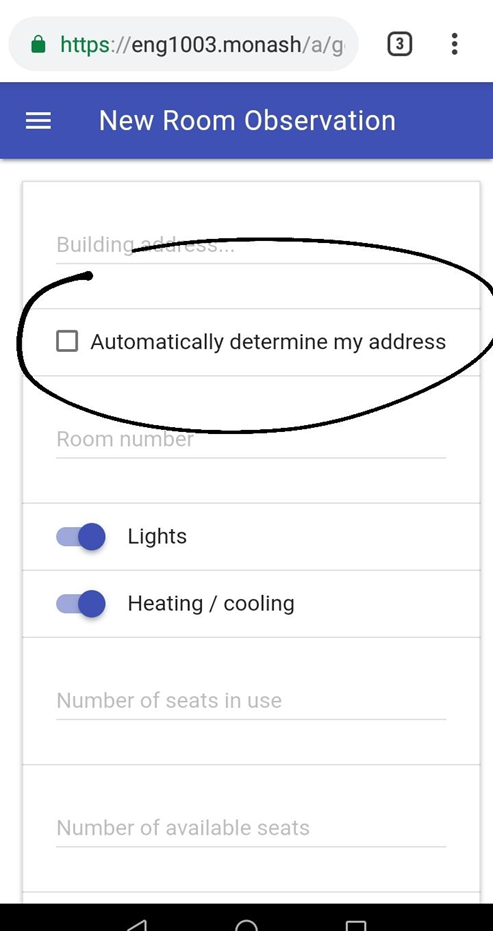 https://eng1003.monash/a/g
3
New Room Observation
Building address...
Automatically determine my address
Room number
Lights
Heating / cooling
Number of seats in use
Number of available seats